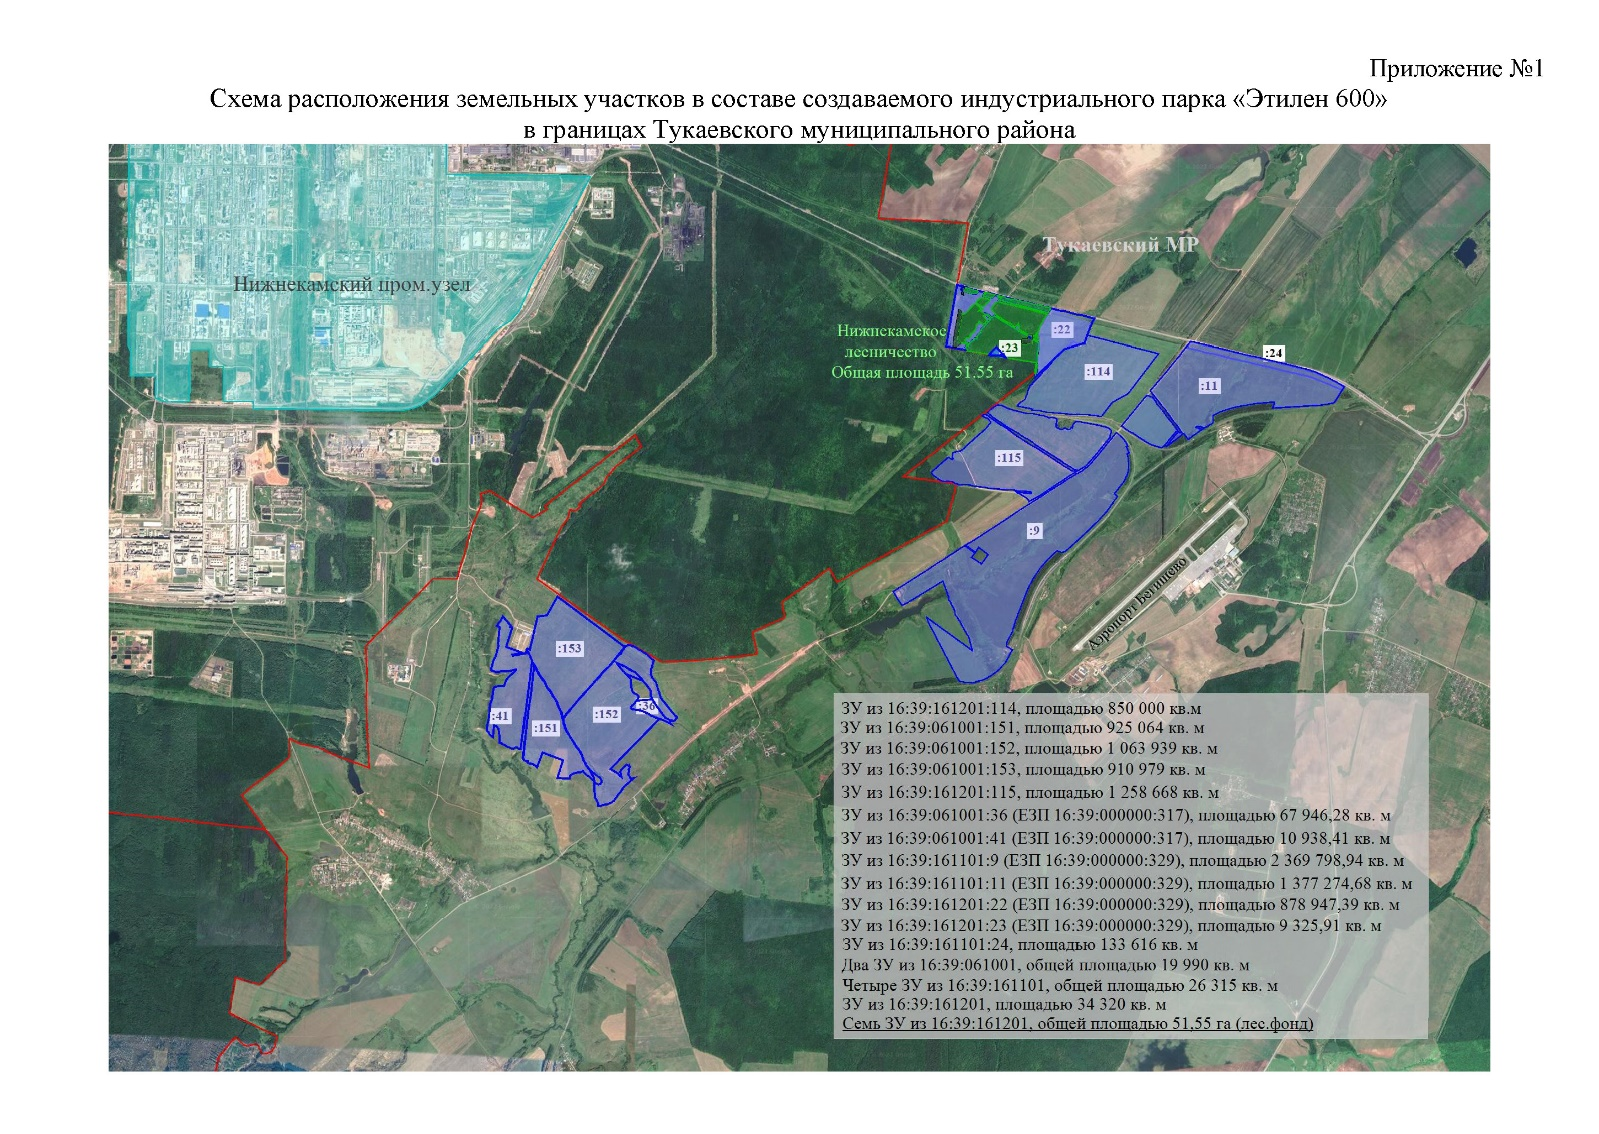 Приложение №1
Схема расположения земельных участков в составе создаваемого индустриального парка «Этилен 600»
в границах Тукаевского муниципального района
Тукаевский МР
Нижнекамский пром.узел
Нижнекамское
лесничество
Общая площадь 51.55 га
:22
:23
:24
:114
:11
:115
:9
Аэропорт Бегишево
:153
:36
:152
:41
:151
ЗУ из 16:39:161201:114, площадью 850 000 кв.м
ЗУ из 16:39:061001:151, площадью 925 064 кв. м
ЗУ из 16:39:061001:152, площадью 1 063 939 кв. м
ЗУ из 16:39:061001:153, площадью 910 979 кв. м
ЗУ из 16:39:161201:115, площадью 1 258 668 кв. м
ЗУ из 16:39:061001:36 (ЕЗП 16:39:000000:317), площадью 67 946,28 кв. м
ЗУ из 16:39:061001:41 (ЕЗП 16:39:000000:317), площадью 10 938,41 кв. м
ЗУ из 16:39:161101:9 (ЕЗП 16:39:000000:329), площадью 2 369 798,94 кв. м
ЗУ из 16:39:161101:11 (ЕЗП 16:39:000000:329), площадью 1 377 274,68 кв. м
ЗУ из 16:39:161201:22 (ЕЗП 16:39:000000:329), площадью 878 947,39 кв. м
ЗУ из 16:39:161201:23 (ЕЗП 16:39:000000:329), площадью 9 325,91 кв. м
ЗУ из 16:39:161101:24, площадью 133 616 кв. м
Два ЗУ из 16:39:061001, общей площадью 19 990 кв. м
Четыре ЗУ из 16:39:161101, общей площадью 26 315 кв. м
ЗУ из 16:39:161201, площадью 34 320 кв. м
Семь ЗУ из 16:39:161201, общей площадью 51,55 га (лес.фонд)